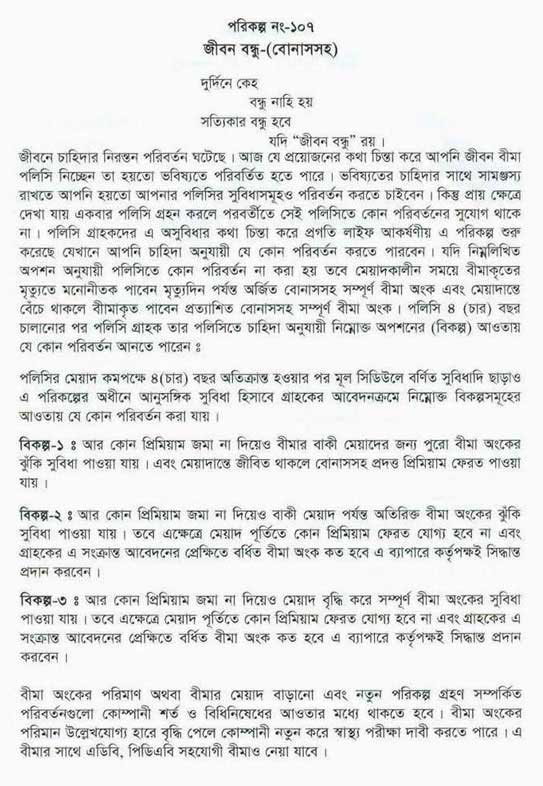 পরিকল্প নং-১০৭
জীবন বন্ধু-(বোনাসসহ)
দুর্দিনে কেহ
বন্ধু নাহি হয়
সত্যিকার বন্ধু হবে
যদি “জীবন বন্ধু” রয় ।
জীবনে চাহিদার নিরন্তন পরিবর্তন ঘটেছে । আজ যে প্রয়োজনের কথা চিন্তা করে আপনি জীবন বীমা
পলিসি নিচ্ছেন তা হয়তো ভবিষ্যতে পরিবর্তিত হতে পারে । ভবিষ্যতের চাহিদার সাথে সামঞ্জস্য
রাখতে আপনি হয়তো আপনার পলিসির সুবিধাসমূহও পরিবর্তন করতে চাইবেন । কিন্তু প্রায় ক্ষেত্রে
দেখা যায় একবার পলিসি গ্রহন করলে পরবর্তীতে সেই পলিসিতে কোন পরিবর্তনের সুযোগ থাকে
না । পলিসি গ্রাহকদের এ অসুবিধার কথা চিন্তা করে প্রগতি লাইফ আকর্ষণীয় এ পরিকল্প শুরু
করেছে যেখানে আপনি চাহিদা অনুযায়ী যে কোন পরিবর্তন করতে পারবেন । যদি নিম্নলিখিত
অপশন অনুযায়ী পলিসিতে কোন পরিবর্তন না করা হয় তবে মেয়াদকালীন সময়ে বীমাকৃতের
মৃত্যুতে মনোনীতক পাবেন মৃত্যুদিন পর্যন্ত অর্জিত বোনাসসহ সম্পূর্ণ বীমা অংক এবং মেয়াদান্তে
বেঁচে থাকলে বীমাকৃত পাবেন প্রত্যাশিত বোনাসসহ সম্পূর্ণ বীমা অংক । পলিসি ৪ (চার) বছর
চালানোর পর পলিসি গ্রাহক তার পলিসিতে চাহিদা অনুযায়ী নিম্নোক্ত অপশনের (বিকল্প) আওতায়
যে কোন পরিবর্তন আনতে পারেন ঃ
পলিসির মেয়াদ কমপক্ষে ৪(চার) বছর অতিক্রান্ত হওয়ার পর মূল সিডিউলে বর্ণিত সুবিধাদি ছাড়াও
এ পরিকল্পের অধীনে আনুসঙ্গিক সুবিধা হিসাবে গ্রাহকের আবেদনক্রমে নিম্নোক্ত বিকল্পসমূহের
আওতায় যে কোন পরিবর্তন করা যায় ।
বিকল্প-১ ঃ আর কোন প্রিমিয়াম জমা না দিয়েও বীমার বাকী মেয়াদের জন্য পুরো বীমা অংকের
ঝুঁকি সুবিধা পাওয়া যায় । এবং মেয়াদান্তে জীবিত থাকলে বোনাসসহ প্রদত্ত প্রিমিয়াম ফেরত পাওয়া
যায় ।
বিকল্প-২ ঃ আর কোন প্রিমিয়াম জমা না দিয়েও বাকী মেয়াদ পর্যন্ত অতিরিক্ত বীমা অংকের ঝুঁকি
সুবিধা পাওয়া যায় । তবে এক্ষেত্রে মেয়াদ পূর্তিতে কোন প্রিমিয়াম ফেরত যোগ্য হবে না এবং
গ্রাহকের এ সংক্রান্ত আবেদনের প্রেক্ষিতে বর্ধিত বীমা অংক কত হবে এ ব্যাপারে কর্তৃপক্ষই সিদ্ধান্ত
প্রদান করবেন ।
বিকল্প-৩ ঃ আর কোন প্রিমিয়াম জমা না দিয়েও মেয়াদ বৃদ্ধি করে সম্পূর্ণ বীমা অংকের সুবিধা
পাওয়া যায় । তবে এক্ষেত্রে মেয়াদ পূর্তিতে কোন প্রিমিয়াম ফেরত যোগ্য হবে না এবং গ্রাহকের এ
সংক্রান্ত আবেদনের প্রেক্ষিতে বর্ধিত বীমা অংক কত হবে এ ব্যাপারে কর্তৃপক্ষই সিদ্ধান্ত প্রদান
করবেন ।
বীমা অংকের পরিমাণ অথবা বীমার মেয়াদ বাড়ানো এবং নতুন পরিকল্প গ্রহণ সম্পর্কিত
পরিবর্তনগুলো কোম্পানী শর্ত ও বিধিনিষেধের আওতার মধ্যে থাকতে হবে । বীমা অংকের
পরিমান উল্লেখযোগ্য হারে বৃদ্ধি পেলে কোম্পানী নতুন করে স্বাস্থ্য পরীক্ষা দাবী করতে পারে । এ
বীমার সাথে এডিবি, পিডিএবি সহযোগী বীমাও নেয়া যাবে ।